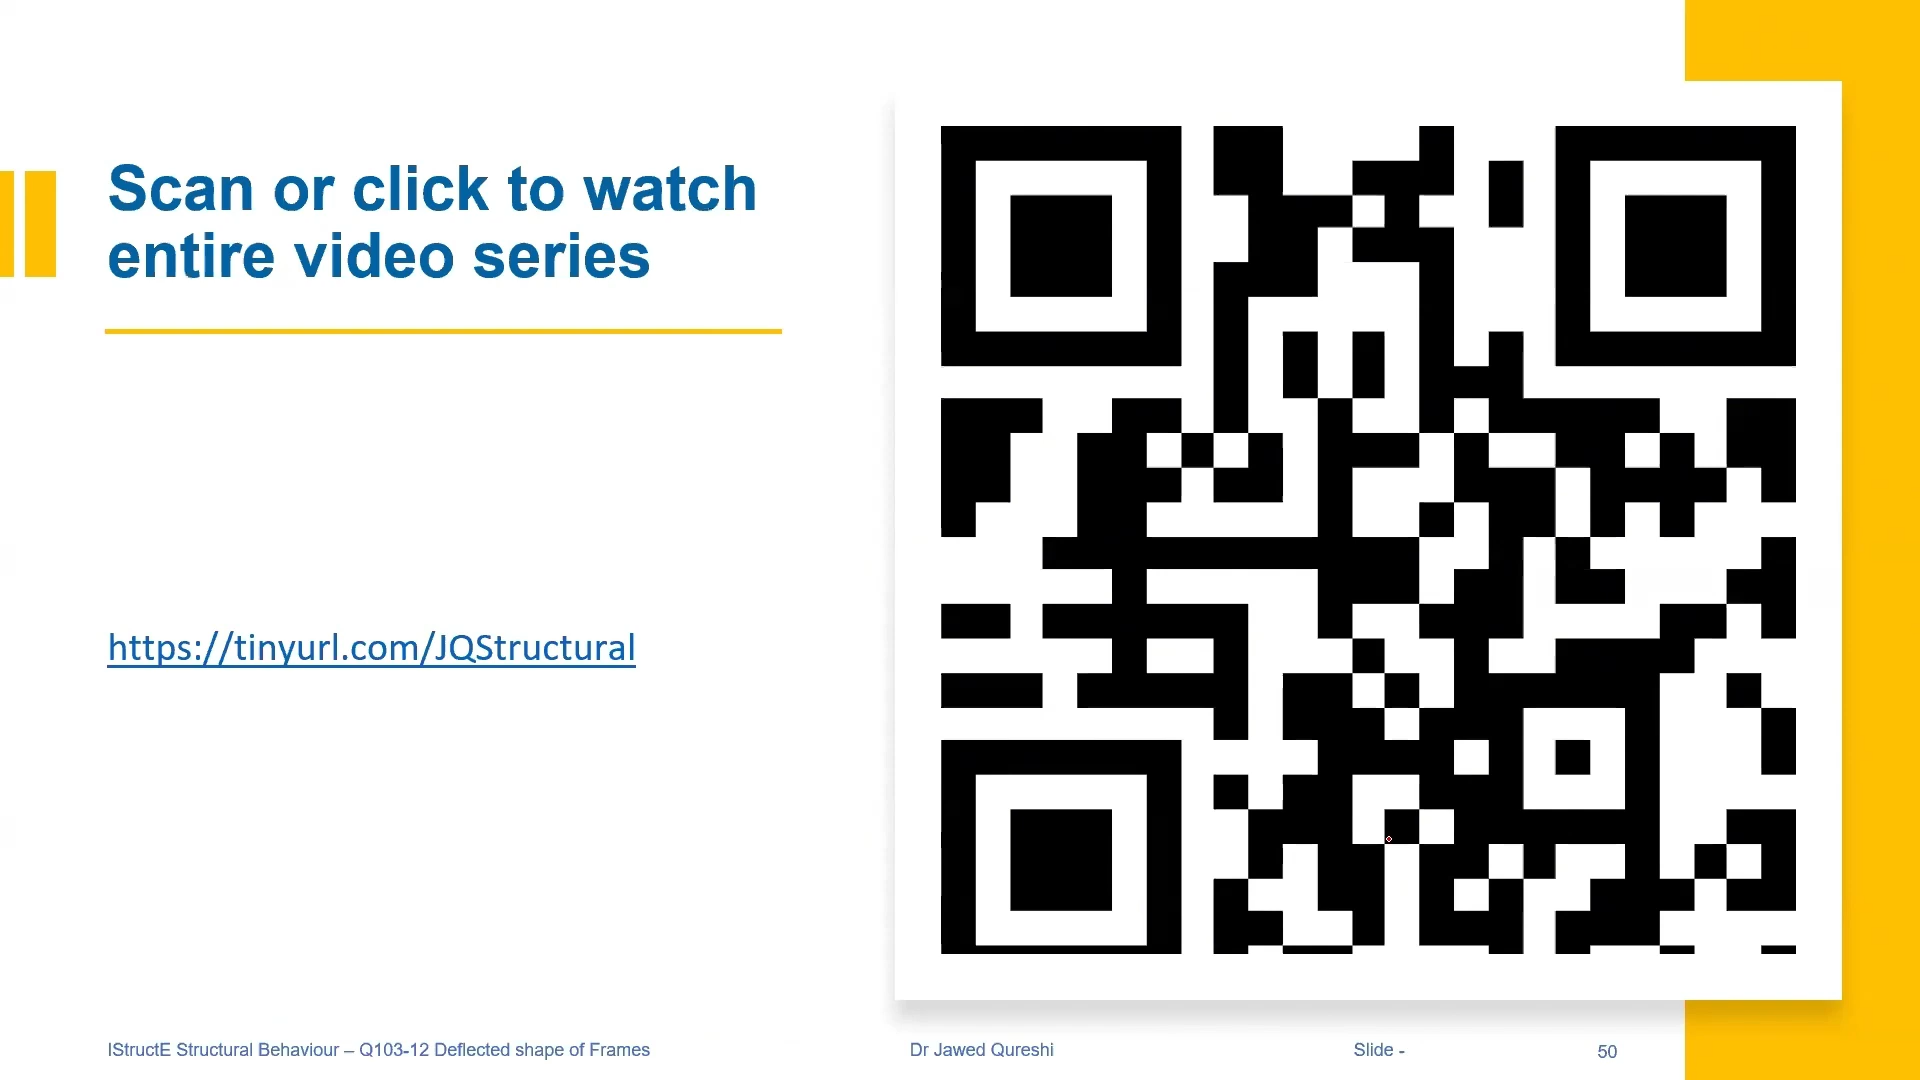 Scan or click to watch
entire video series
https://tinyurl.com/JQStructural
IStructE Structural Behaviour – Q103-12 Deflected shape of Frames
Dr Jawed Qureshi
Slide -
50